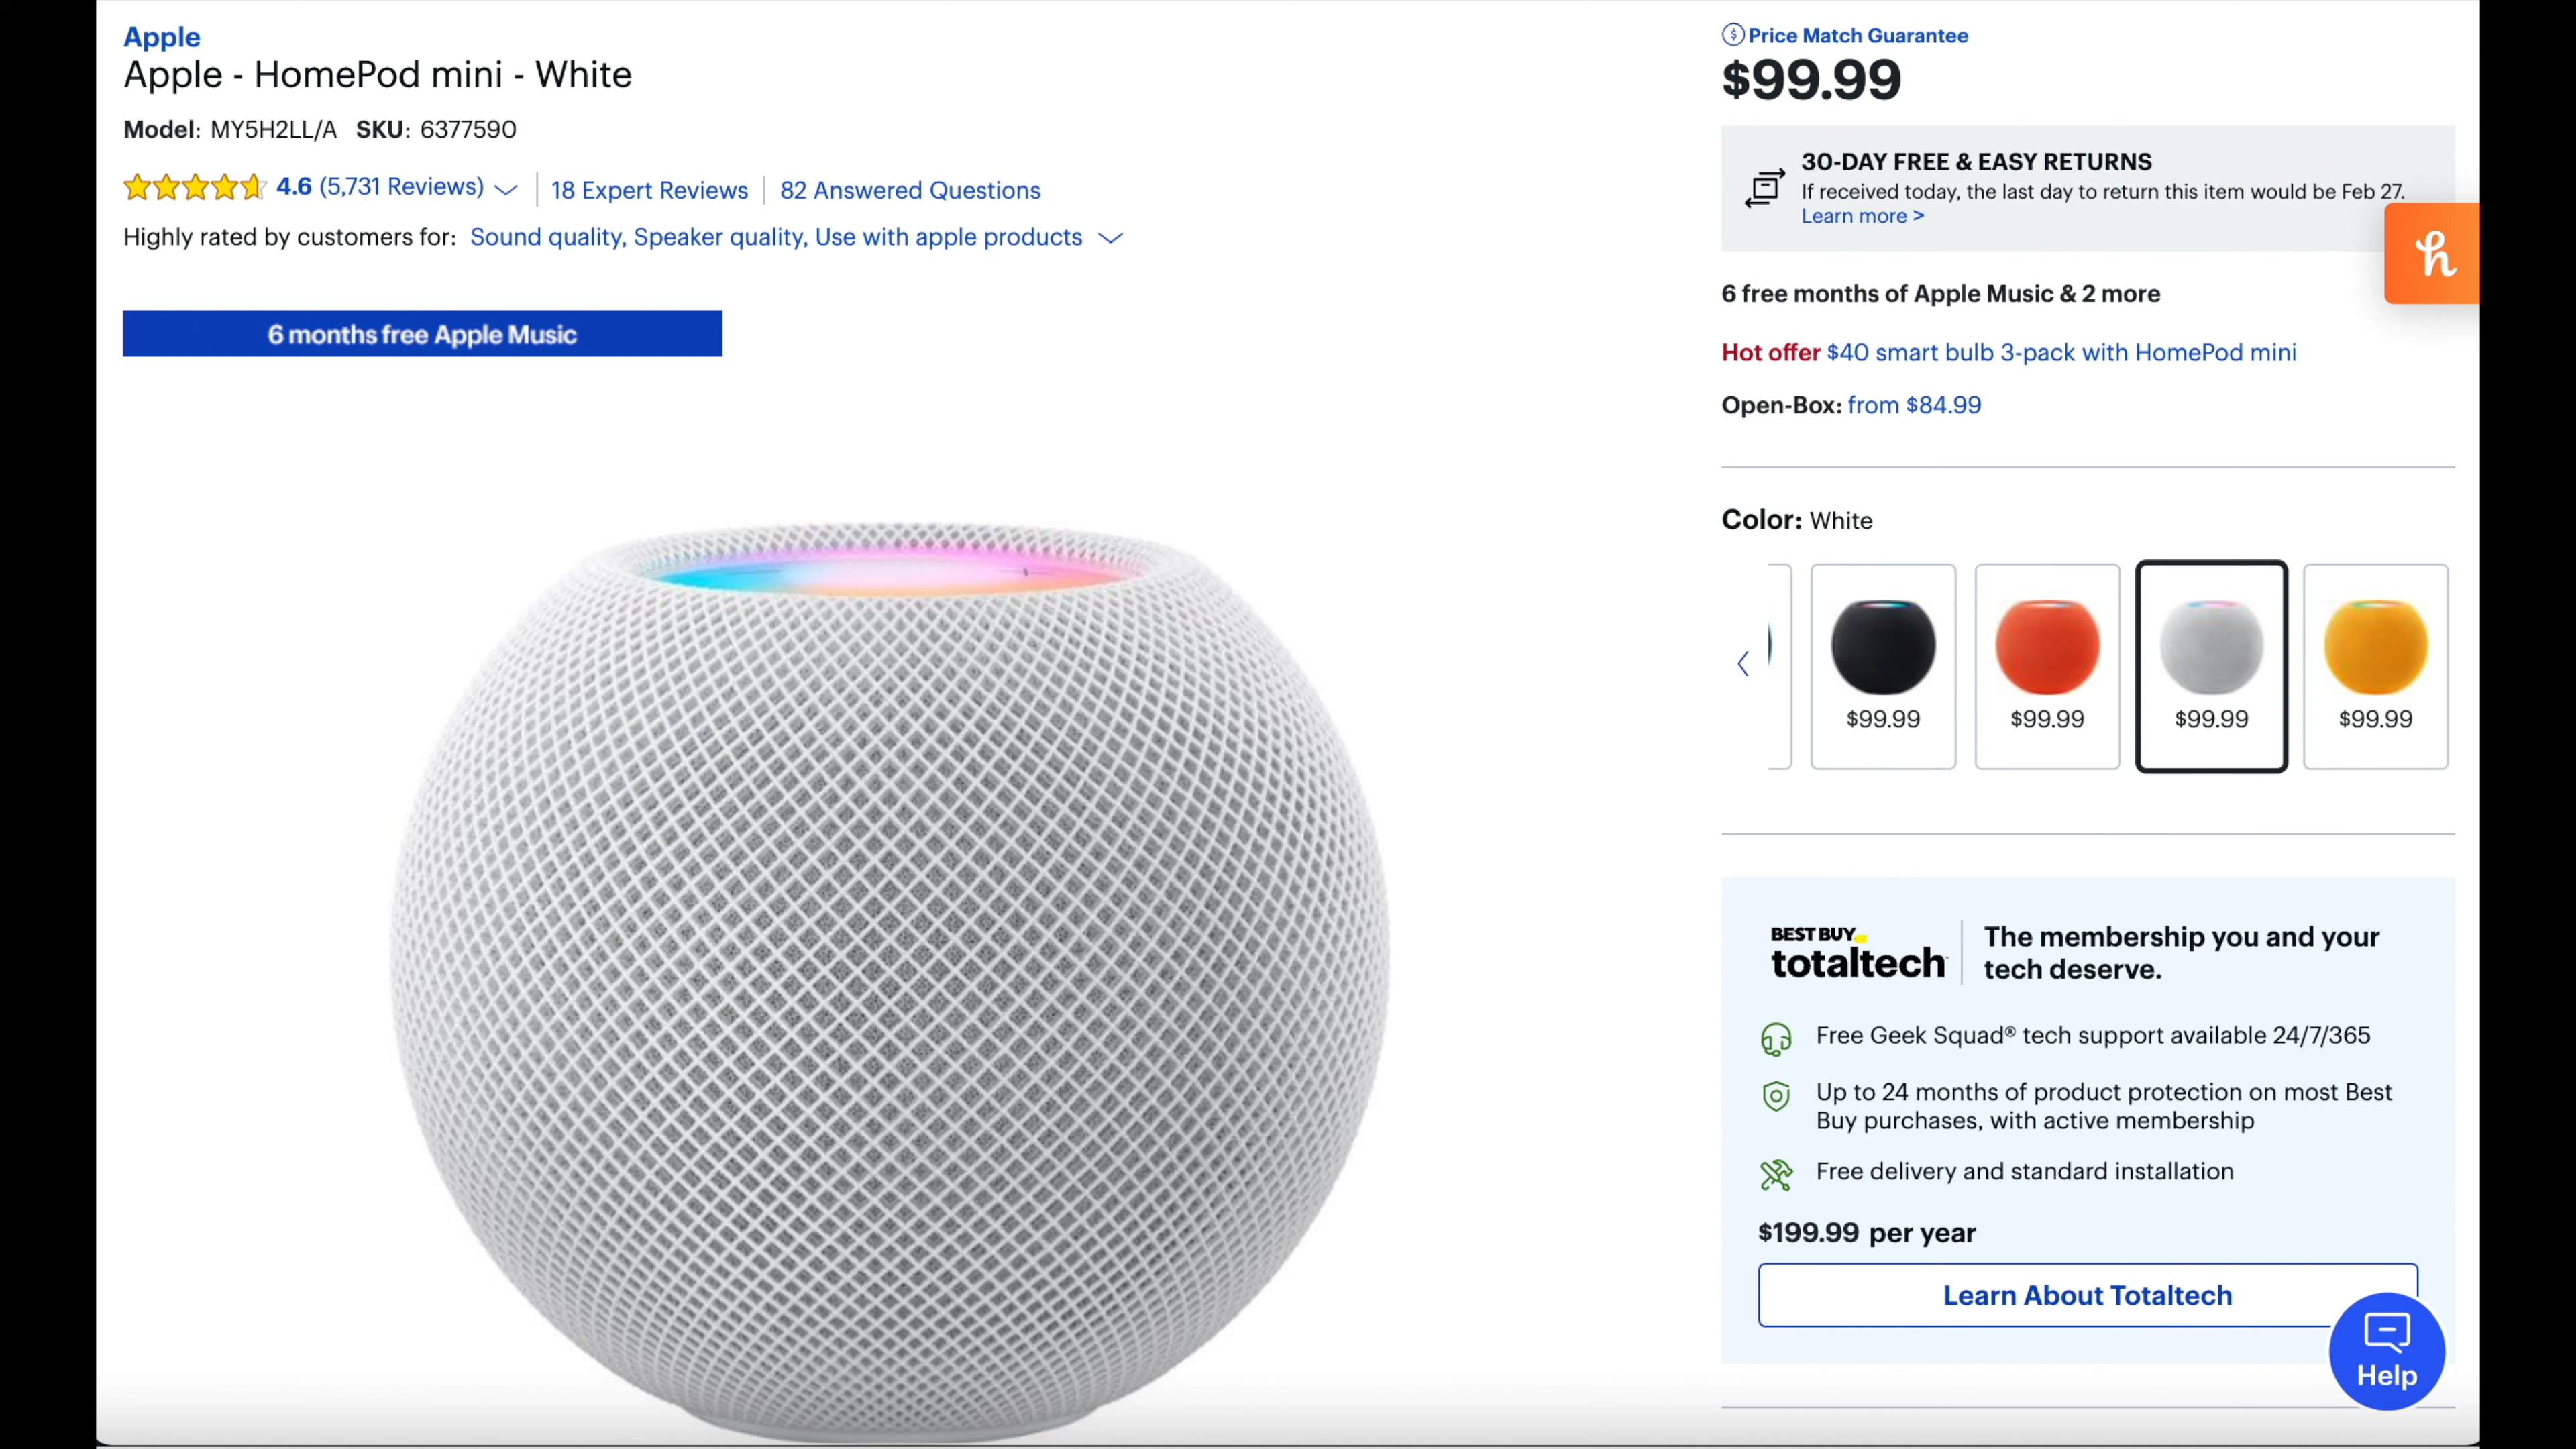 Apple
Apple - HomePod mini - White
Model: MY5H2LL/A SKU: 6377590
4.6 (5,731 Reviews)
18 Expert Reviews
82 Answered Questions
Highly rated by customers for: Sound quality, Speaker quality, Use with apple products
6 months free Apple Music
Price Match Guarantee
$99.99
30-DAY FREE & EASY RETURNS
If received today, the last day to return this item would be Feb 27.
Learn more >
h
6 free months of Apple Music & 2 more
Hot offer $40 smart bulb 3-pack with HomePod mini
Open-Box: from $84.99
Color: White
$99.99
$99.99
$99.99
$99.99
BEST BUY
totaltech
The membership you and your
tech deserve.
Free Geek Squad® tech support available 24/7/365
Up to 24 months of product protection on most Best
Buy purchases, with active membership
Free delivery and standard installation
$199.99 per year
Learn About Totaltech
Help